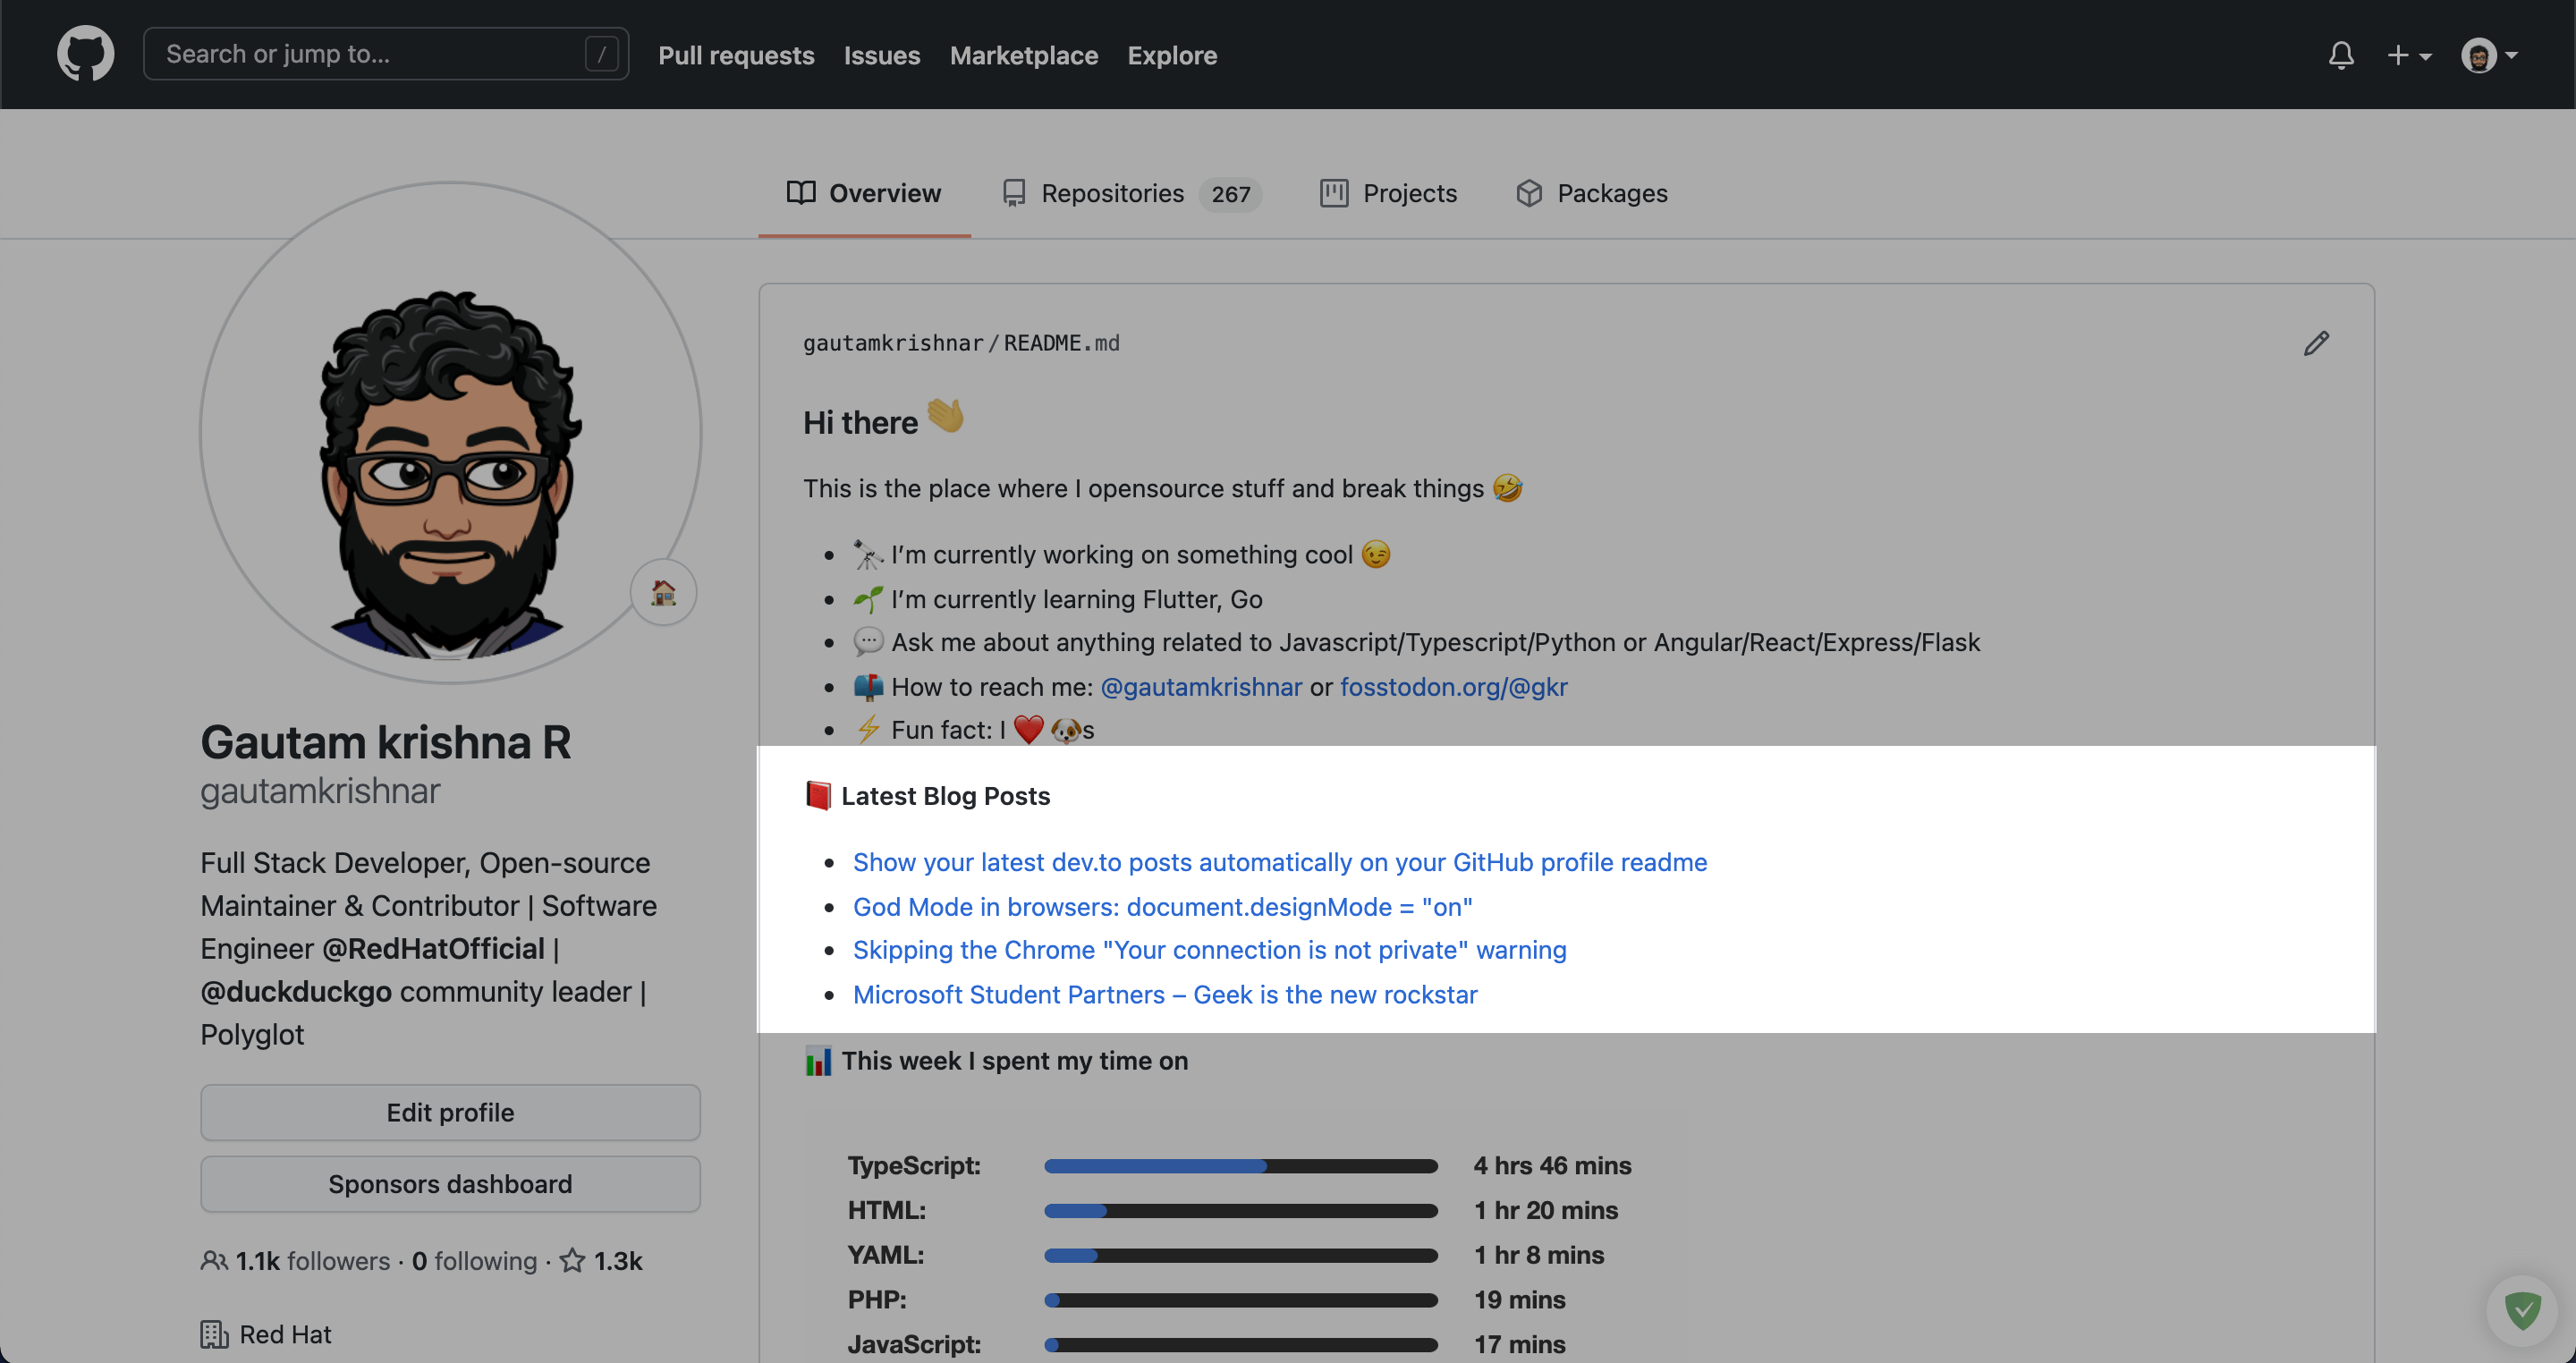 Search or jump to... /
Pull requests Issues Marketplace Explore
Overview Repositories 267 Projects Packages
gautamkrishnar/README.md
Hi there 👋
This is the place where I opensource stuff and break things 🤣
• 🔭 I’m currently working on something cool 😉
• 🌱 I’m currently learning Flutter, Go
• 💬 Ask me about anything related to Javascript/Typescript/Python or Angular/React/Express/Flask
• 📫 How to reach me: @gautamkrishnar or fosstodon.org/@gkr
• ⚡ Fun fact: I ❤️ 🐶s
📕 Latest Blog Posts
• Show your latest dev.to posts automatically on your GitHub profile readme
• God Mode in browsers: document.designMode = "on"
• Skipping the Chrome "Your connection is not private" warning
• Microsoft Student Partners – Geek is the new rockstar
📊 This week I spent my time on
TypeScript: 4 hrs 46 mins
HTML: 1 hr 20 mins
YAML: 1 hr 8 mins
PHP: 19 mins
JavaScript: 17 mins
Gautam krishna R
gautamkrishnar
Full Stack Developer, Open-source
Maintainer & Contributor | Software
Engineer @RedHatOfficial |
@duckduckgo community leader |
Polyglot
Edit profile
Sponsors dashboard
1.1k followers · 0 following · 1.3k
Red Hat